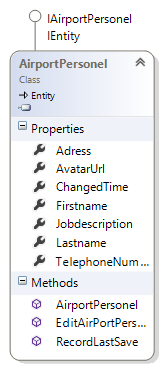 IAirportPersonel
IEntity
AirportPersonel
Class
Entity
Properties
Adress
AvatarUrl
ChangedTime
Firstname
Jobdescription
Lastname
TelephoneNum...
Methods
AirportPersonel
EditAirPortPers...
RecordLastSave